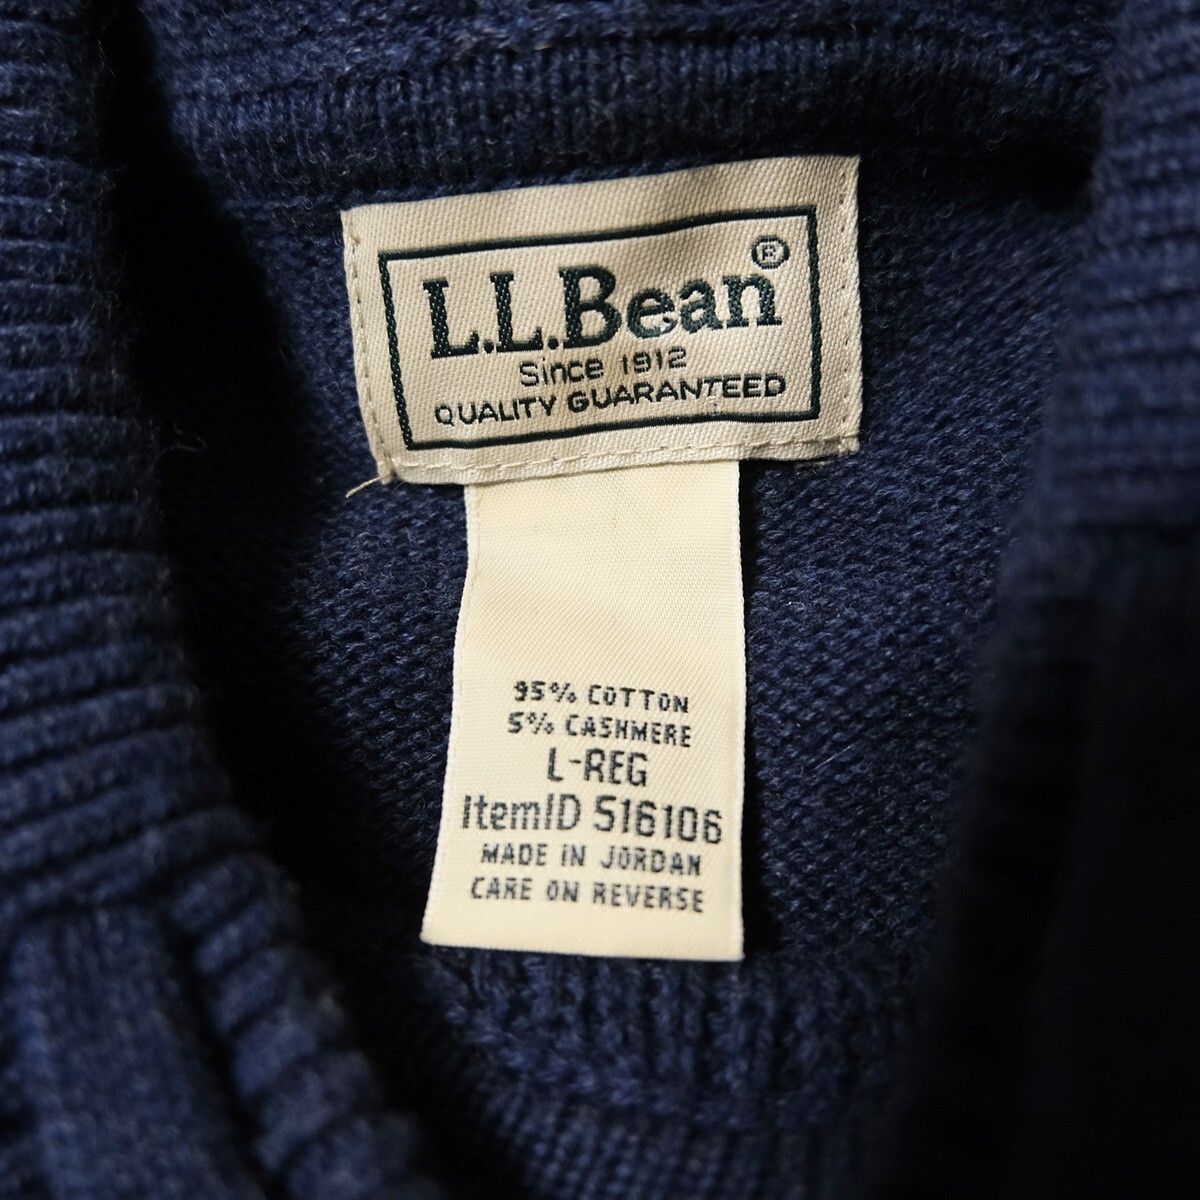 L.L.Bean®
Since 1912
QUALITY GUARANTEED
95% COTTON
5% CASHMERE
L-REG
ItemID 516106
MADE IN JORDAN
CARE ON REVERSE